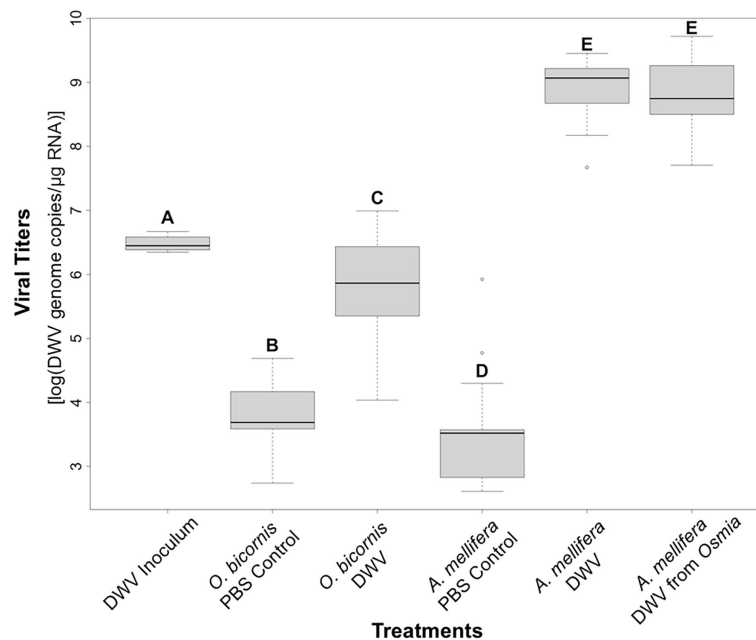 Viral Titers
[log(DWV genome copies/µg RNA)]
10
9
8
7
6
5
4
3
A
B
C
D
E
E
DWV Inoculum
O. bicornis
PBS Control
O. bicornis
DWV
A. mellifera
PBS Control
A. mellifera
DWV
A. mellifera
DWV from Osmia
Treatments